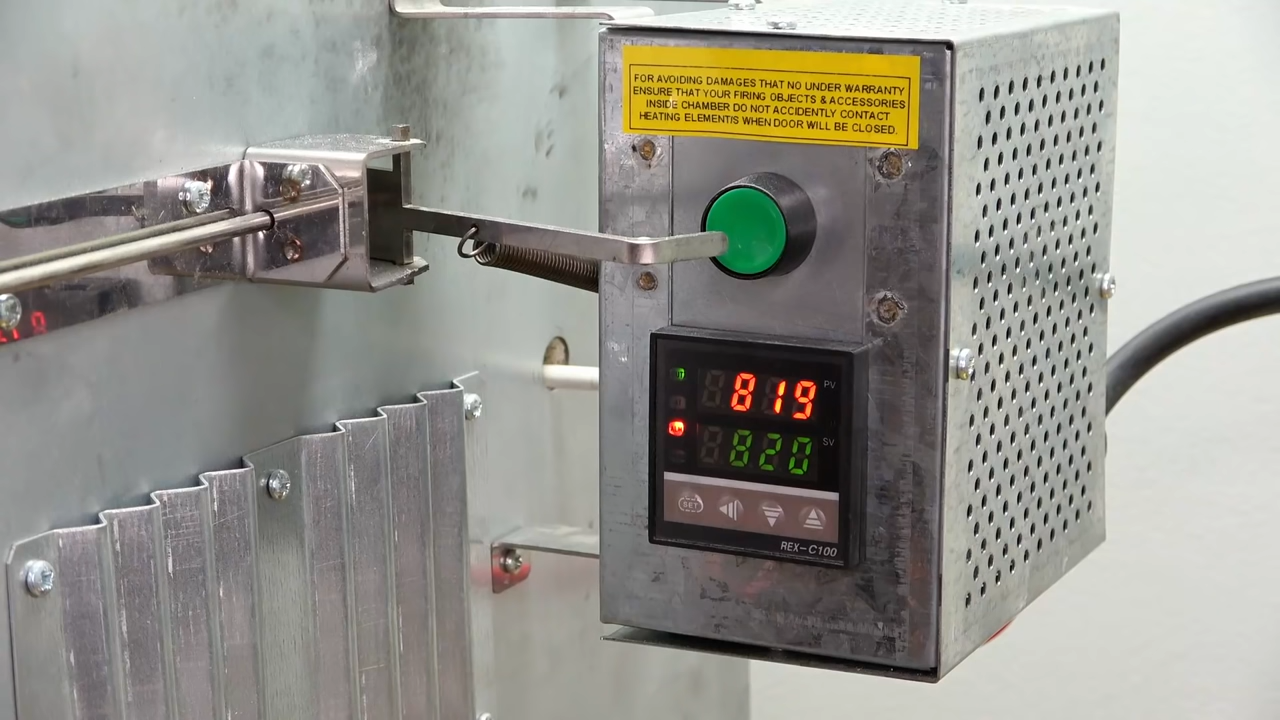 FOR AVOIDING DAMAGES THAT NO UNDER WARRANTY
ENSURE THAT YOUR FIRING OBJECTS & ACCESSORIES
INSIDE CHAMBER DO NOT ACCIDENTLY CONTACT
HEATING ELEMENT/S WHEN DOOR WILL BE CLOSED.
819 PV
820 SV
SET
REX-C100